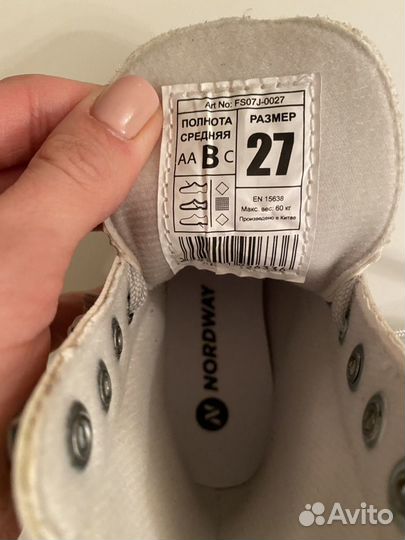 Art No: FS07J-0027
ПОЛНОТА
СРЕДНЯЯ
AA B C
РАЗМЕР
27
EN 15638
Макс. вес: 60 кг
Произведено в Китае
NORDWAY
Avito